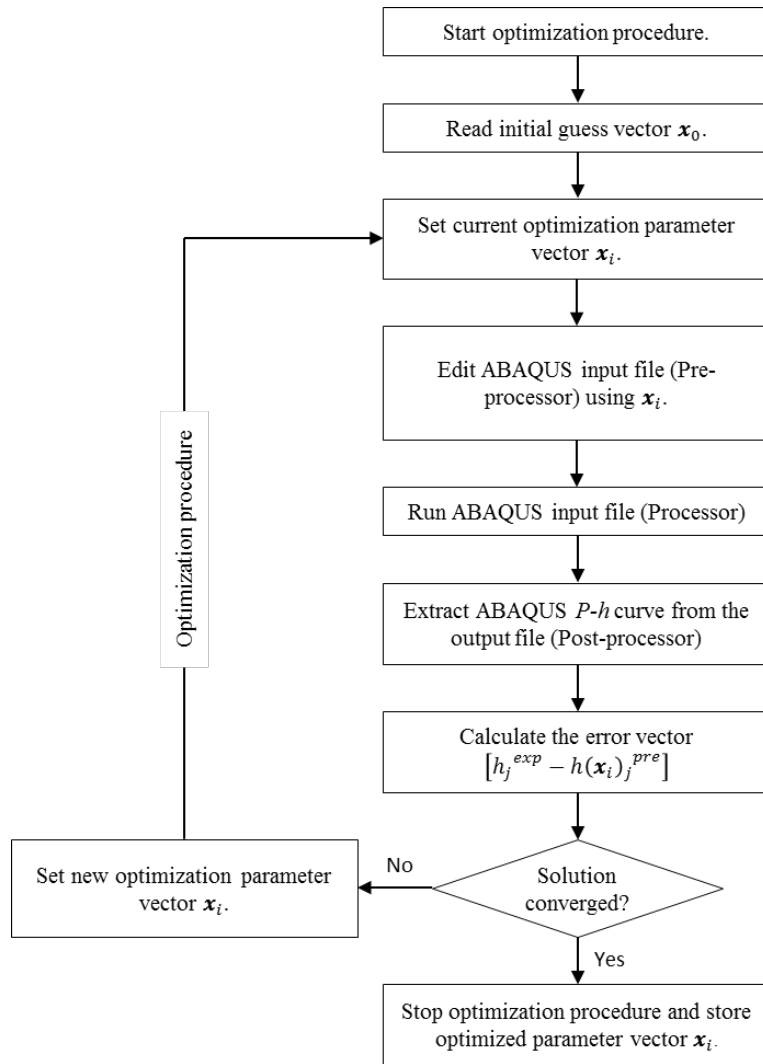 Start optimization procedure.
Read initial guess vector 𝒙₀.
Set current optimization parameter
vector 𝒙ᵢ.
Edit ABAQUS input file (Pre-
processor) using 𝒙ᵢ.
Run ABAQUS input file (Processor)
Extract ABAQUS P-h curve from the
output file (Post-processor)
Calculate the error vector
[hⱼ^exp − h(𝒙ᵢ)ⱼ^pre]
Solution
converged?
No
Set new optimization parameter
vector 𝒙ᵢ.
Optimization procedure
Yes
Stop optimization procedure and store
optimized parameter vector 𝒙ᵢ.